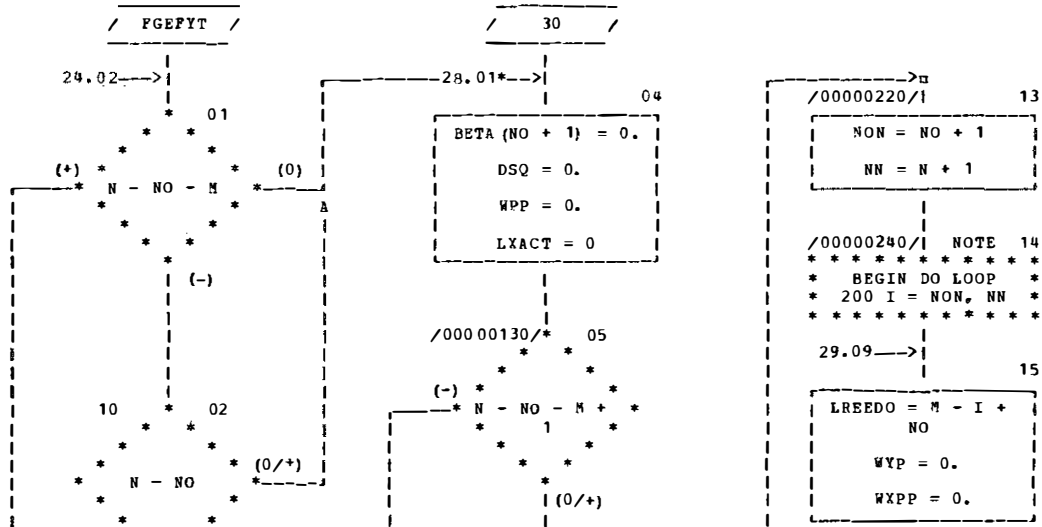 / FGEFYT /
24.02--->
01
(+)
N - NO - M
(0)
A
(-)
10
02
N - NO
(0/+)
/ 30 /
28.01*-->
04
BETA(NO + 1) = 0.
DSQ = 0.
WPP = 0.
LXACT = 0
/00000130/*
05
(-)
N - NO - M +
1
(0/+)
/00000220/
13
NON = NO + 1
NN = N + 1
/00000240/
NOTE 14
BEGIN DO LOOP
200 I = NON, NN
29.09--->
15
LREEDO = M - I +
NO
WYP = 0.
WXPP = 0.